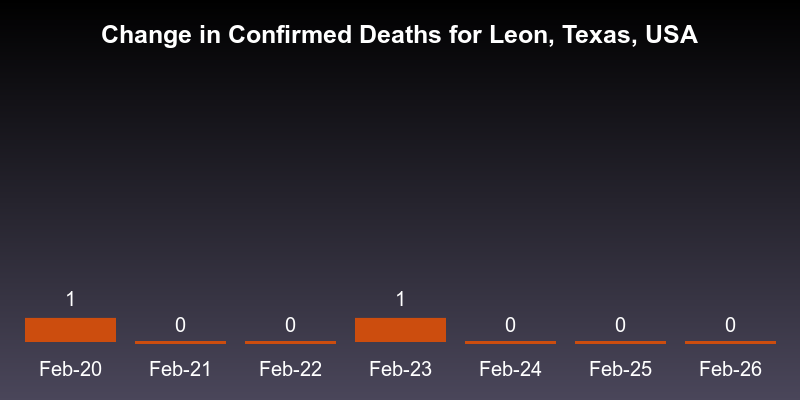 Change in Confirmed Deaths for Leon, Texas, USA
1 0 0 1 0 0 0
Feb-20 Feb-21 Feb-22 Feb-23 Feb-24 Feb-25 Feb-26